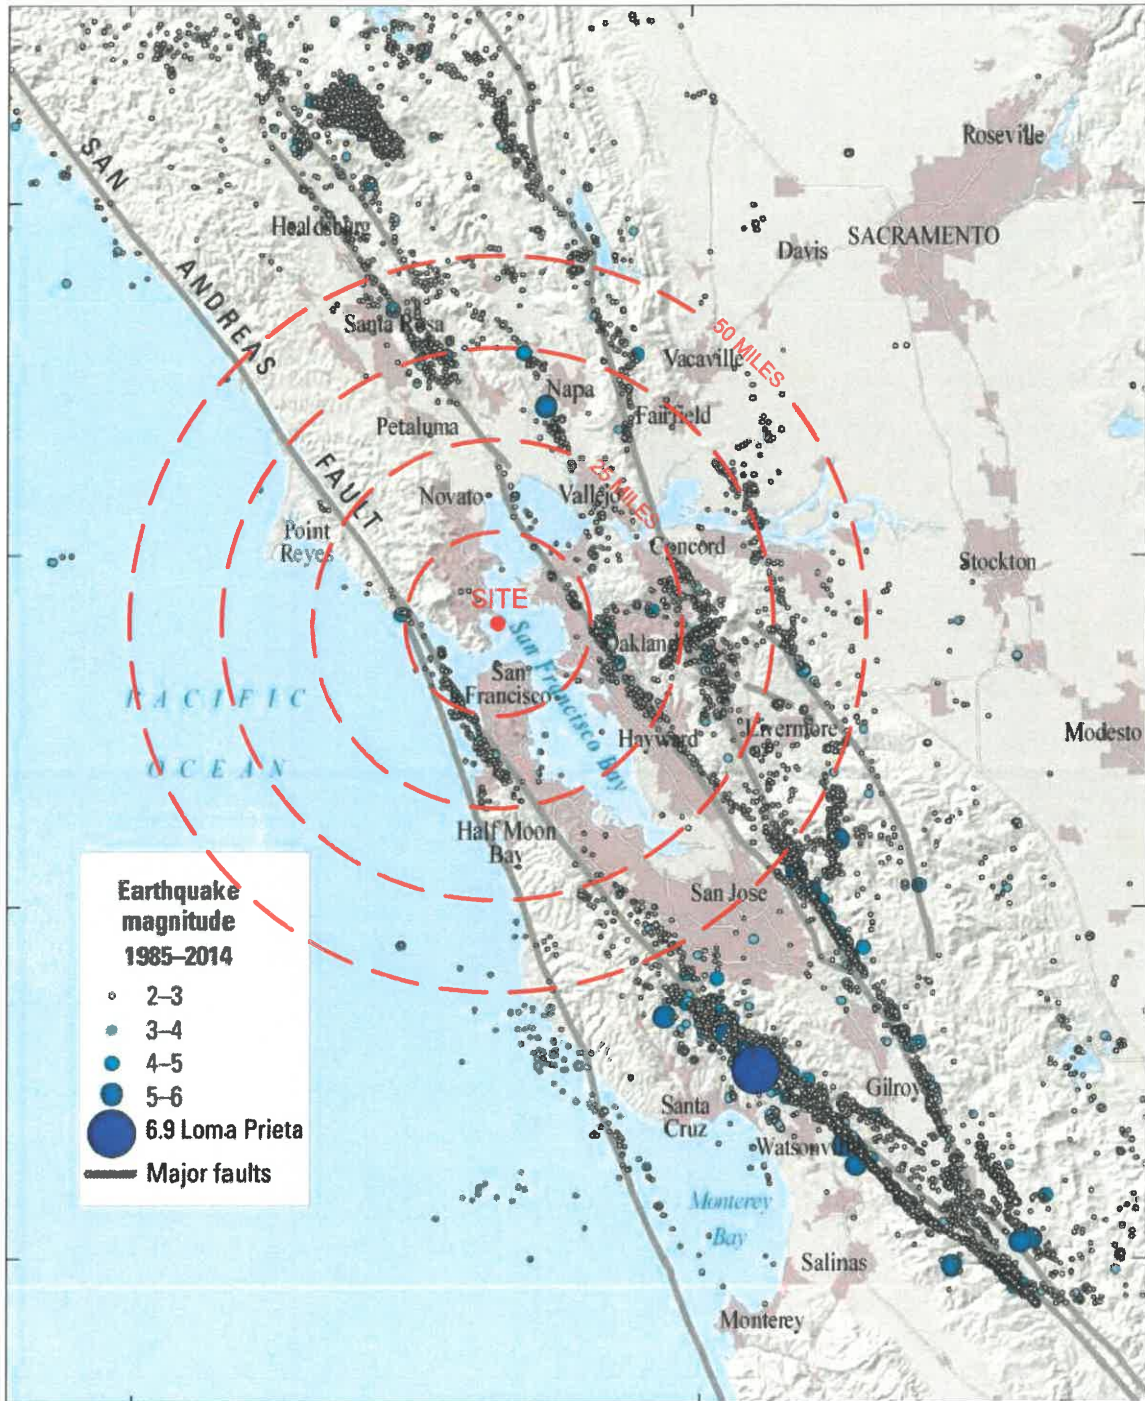 Roseville
SAN
Healdsburg
SACRAMENTO
Davis
ANDREAS
Santa Rosa
50 MILES
Vacaville
Napa
Fairfield
Petaluma
FAULT
25 MILES
Novato
Vallejo
Point
Reyes
Concord
Stockton
SITE
San Francisco Bay
Oakland
San
Francisco
PACIFIC
OCEAN
Hayward
Livermore
Modesto
Half Moon
Bay
San Jose
Earthquake
magnitude
1985–2014
2–3
3–4
4–5
5–6
6.9 Loma Prieta
Major faults
Gilroy
Santa
Cruz
Watsonville
Monterey
Bay
Salinas
Monterey